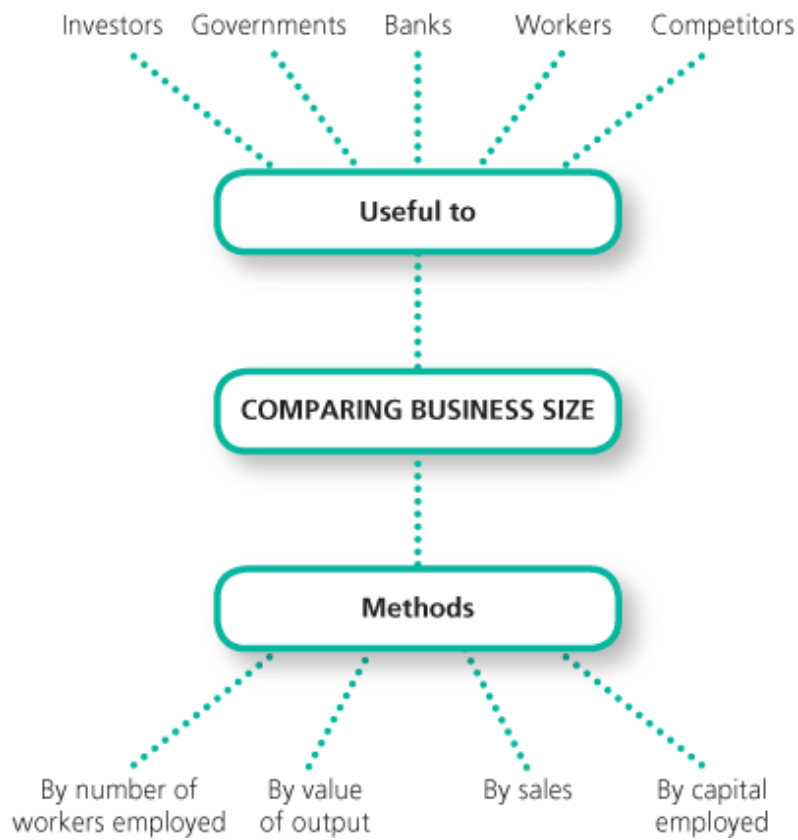 Investors Governments Banks Workers Competitors
Useful to
COMPARING BUSINESS SIZE
Methods
By number of
workers employed
By value
of output
By sales
By capital
employed